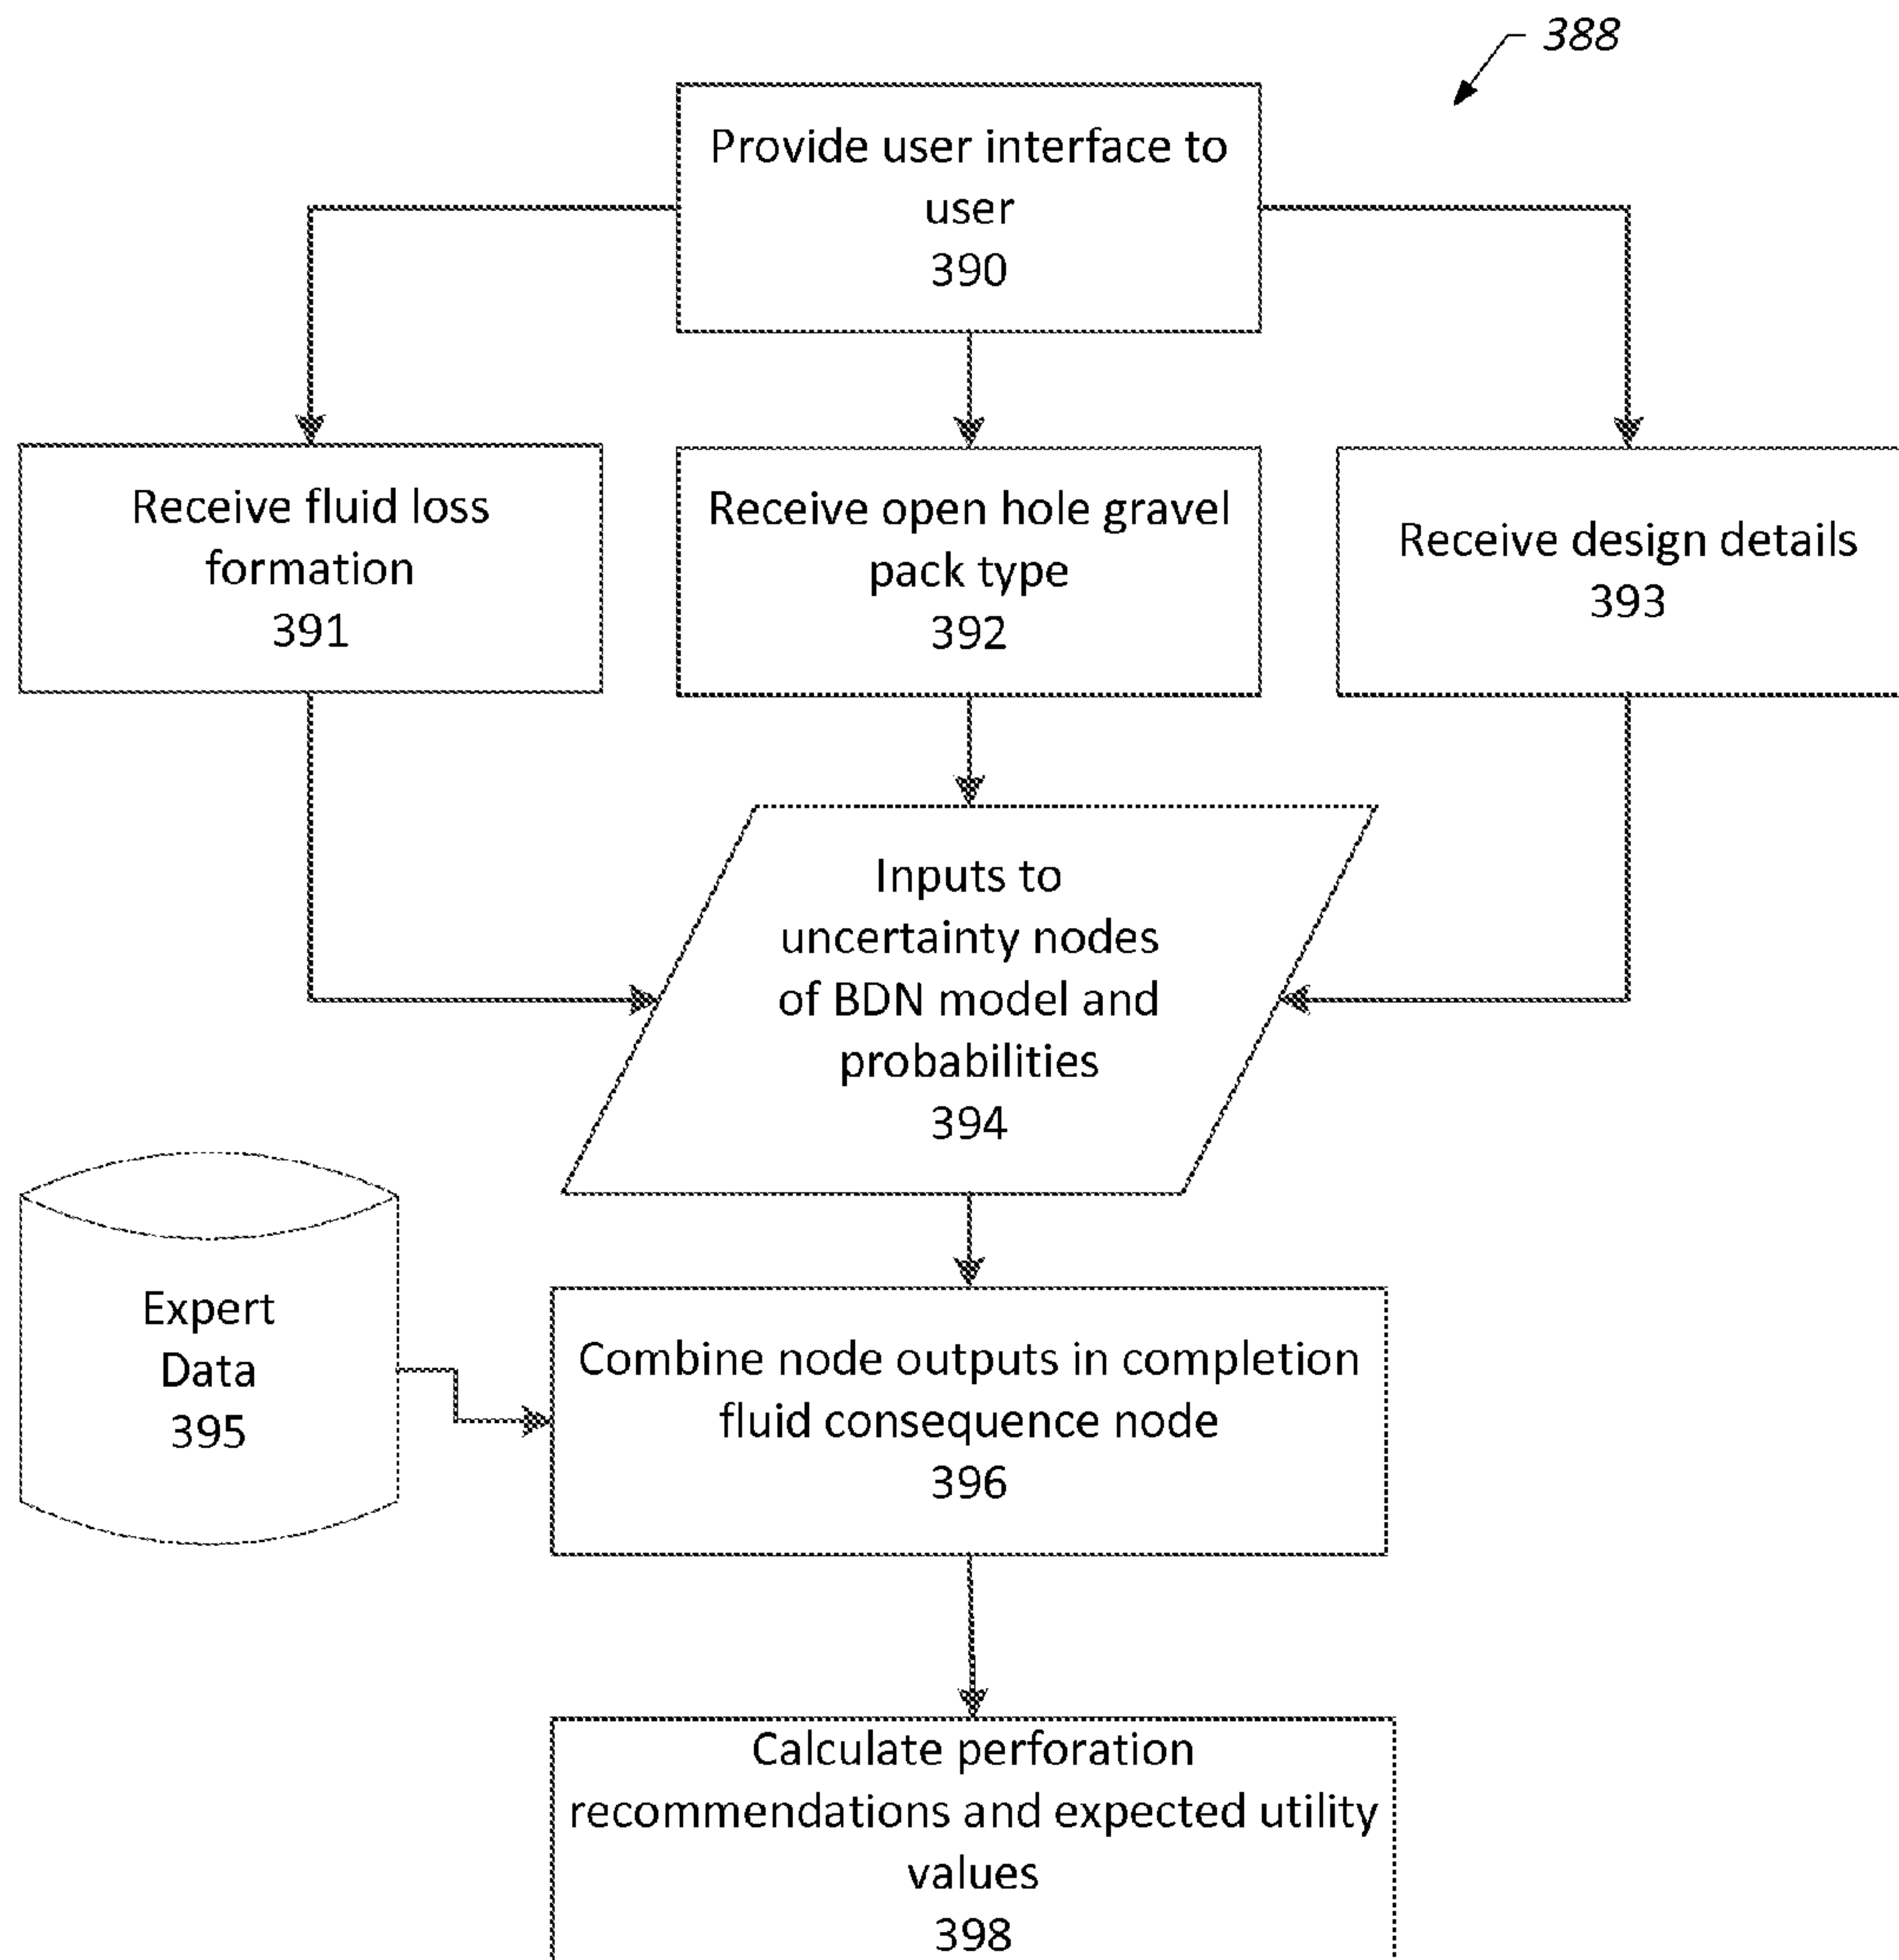 388
Provide user interface to
user
390
Receive fluid loss
formation
391
Receive open hole gravel
pack type
392
Receive design details
393
Inputs to
uncertainty nodes
of BDN model and
probabilities
394
Expert
Data
395
Combine node outputs in completion
fluid consequence node
396
Calculate perforation
recommendations and expected utility
values
398